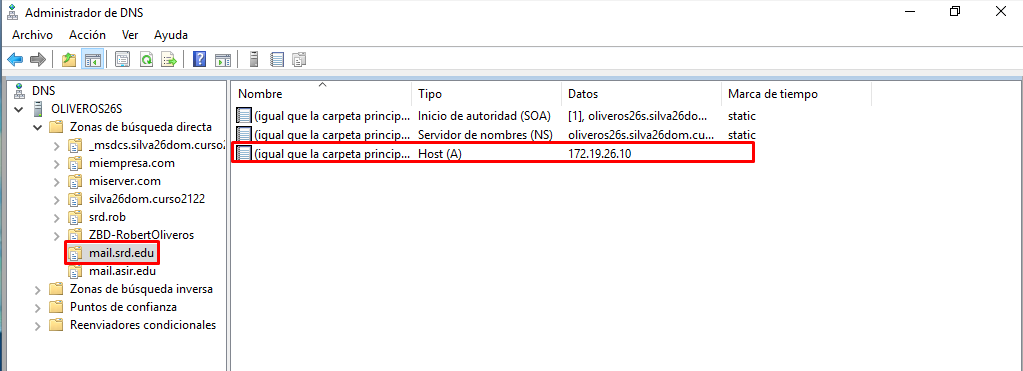 Administrador de DNS
Archivo Acción Ver Ayuda
DNS
OLIVEROS26S
Zonas de búsqueda directa
_msdcs.silva26dom.curso.
miempresa.com
miserver.com
silva26dom.curso2122
srd.rob
ZBD-RobertOliveros
mail.srd.edu
mail.asir.edu
Zonas de búsqueda inversa
Puntos de confianza
Reenviadores condicionales
Nombre Tipo Datos Marca de tiempo
(igual que la carpeta princip... Inicio de autoridad (SOA) [1], oliveros26s.silva26do... static
(igual que la carpeta princip... Servidor de nombres (NS) oliveros26s.silva26dom.cu... static
(igual que la carpeta princip... Host (A) 172.19.26.10